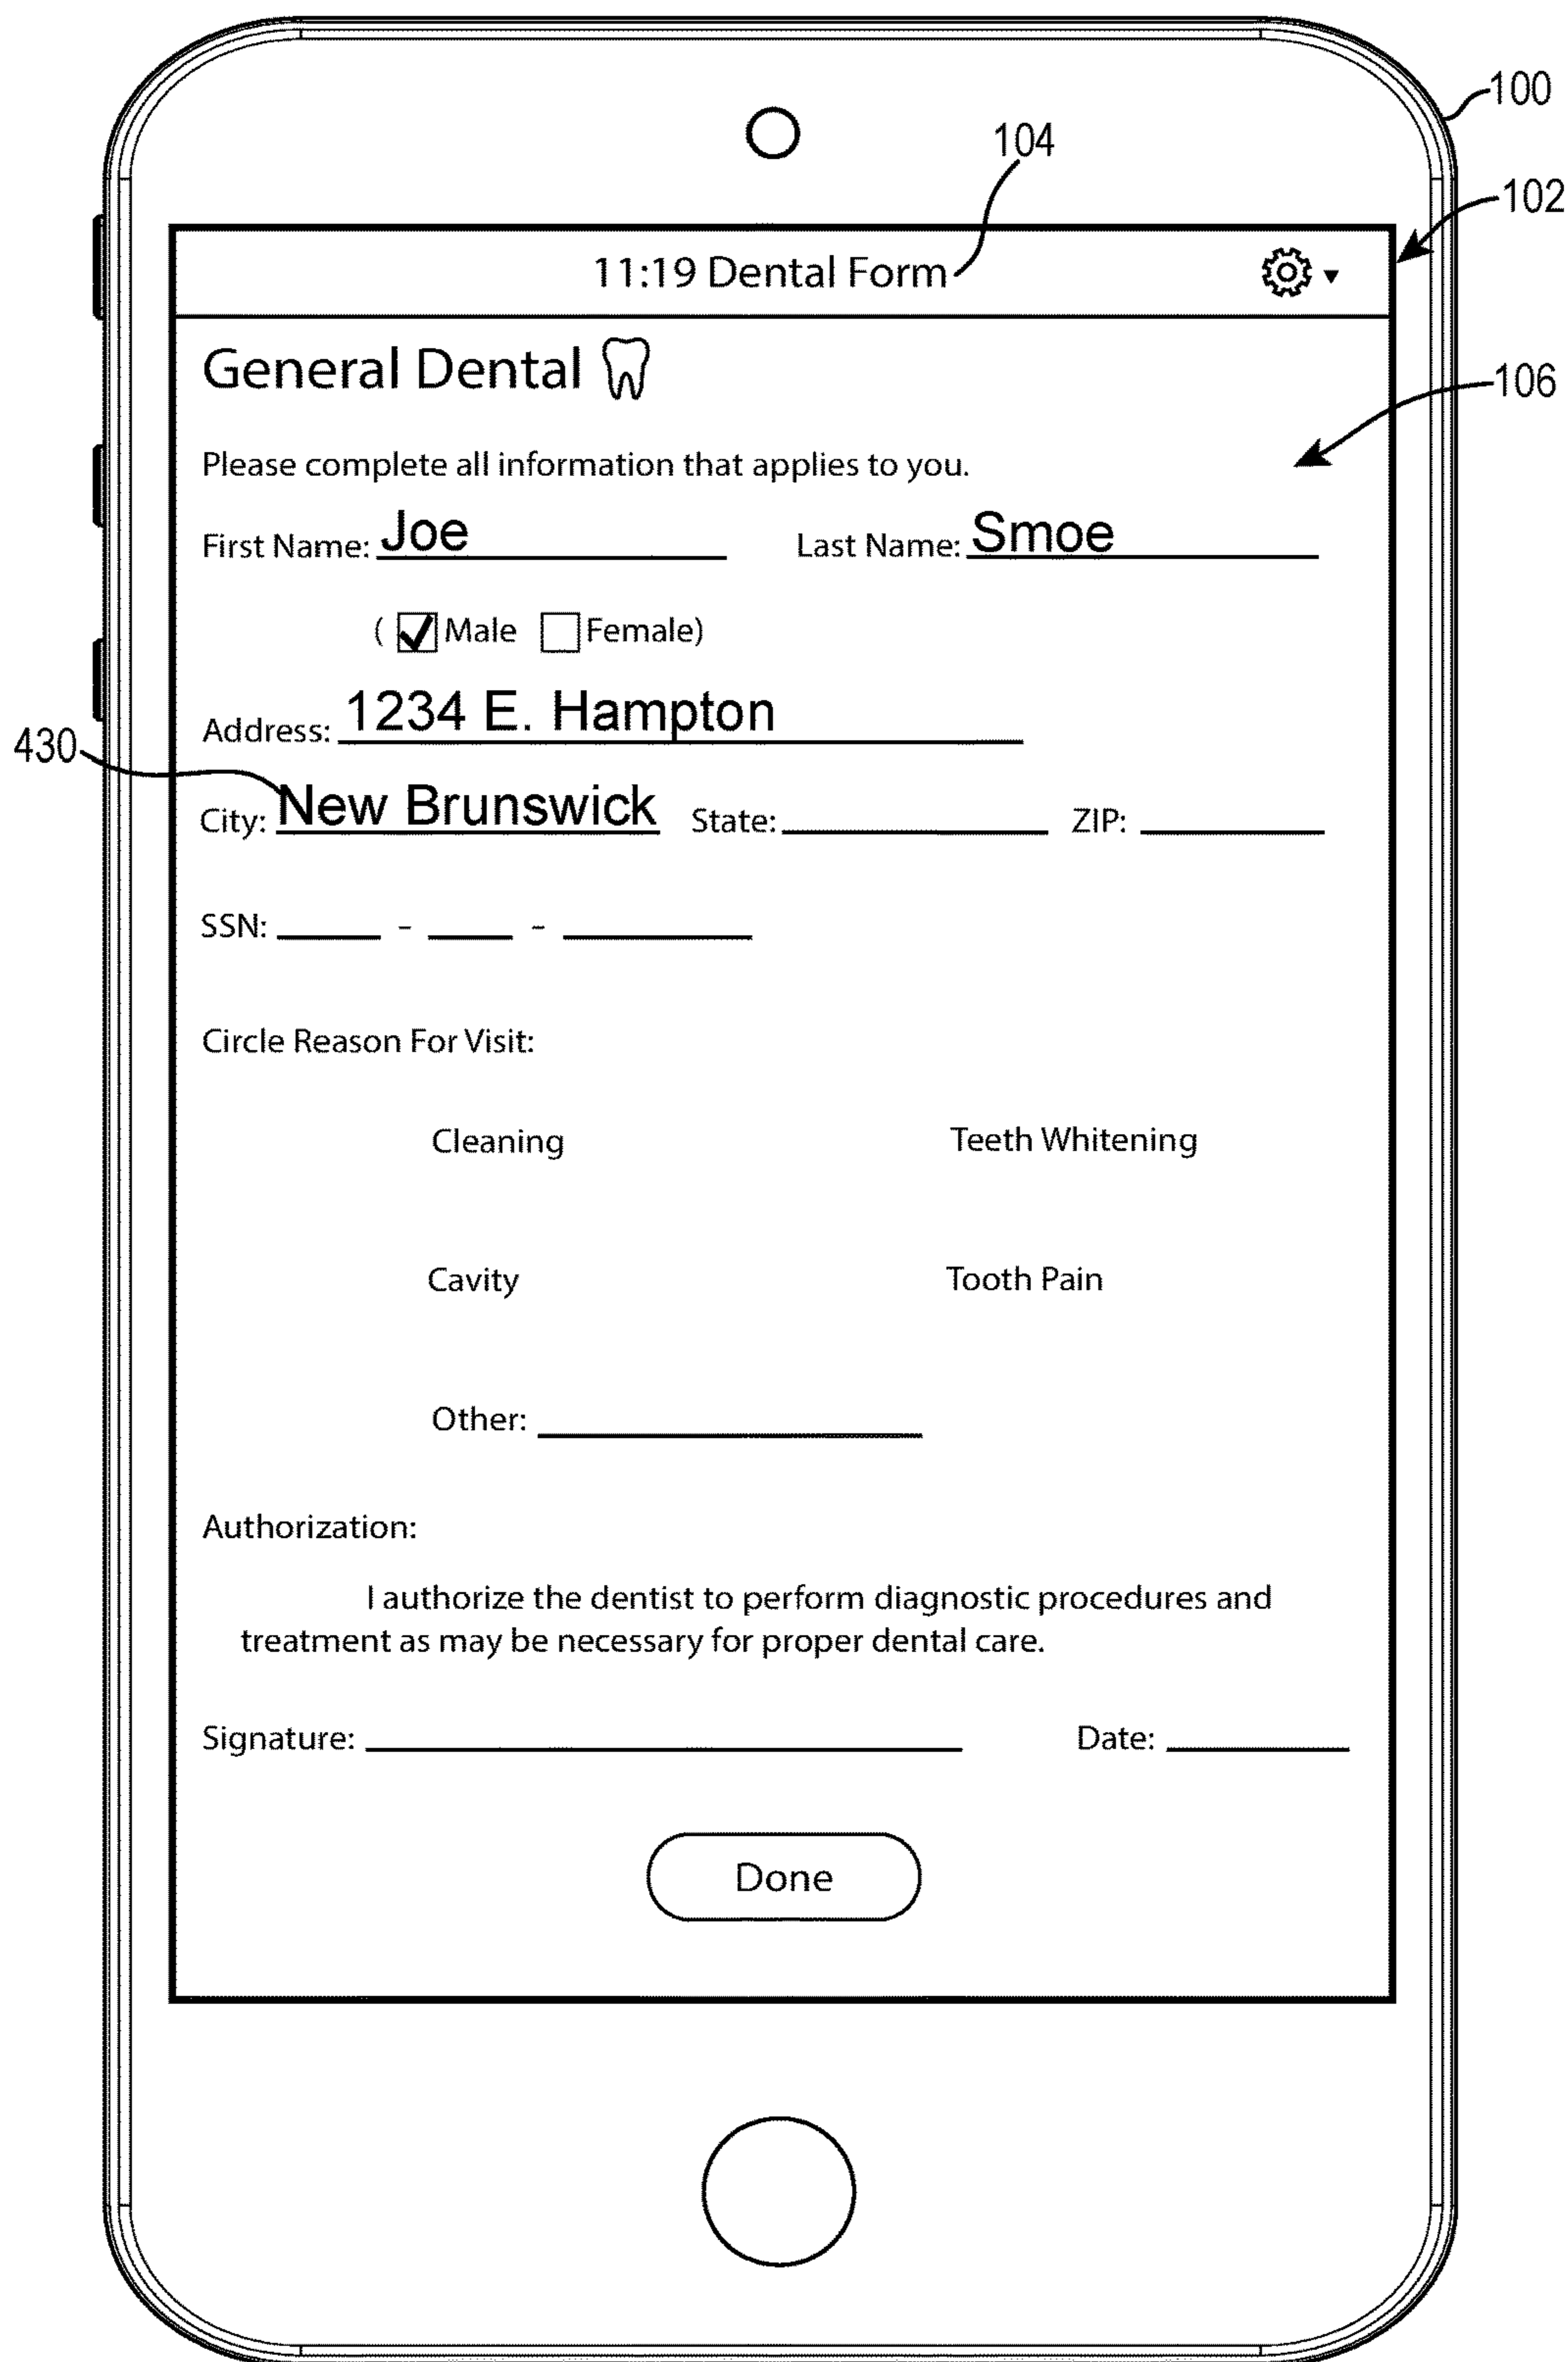 100
104
102
11:19 Dental Form
General Dental
106
Please complete all information that applies to you.
First Name: Joe Last Name: Smoe
( Male Female)
Address: 1234 E. Hampton
430
City: New Brunswick State: ZIP:
SSN: - -
Circle Reason For Visit:
Cleaning Teeth Whitening
Cavity Tooth Pain
Other:
Authorization:
I authorize the dentist to perform diagnostic procedures and
treatment as may be necessary for proper dental care.
Signature: Date:
Done